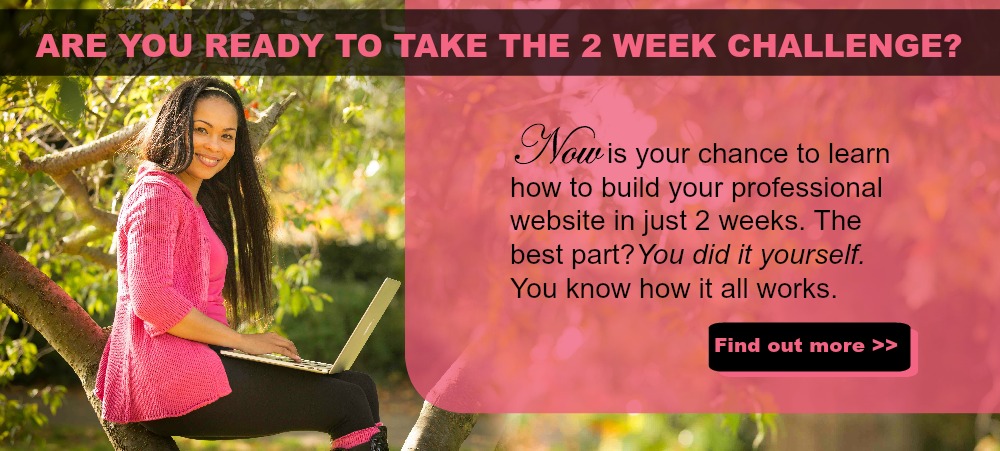 ARE YOU READY TO TAKE THE 2 WEEK CHALLENGE?
Now is your chance to learn
how to build your professional
website in just 2 weeks. The
best part? You did it yourself.
You know how it all works.
Find out more >>